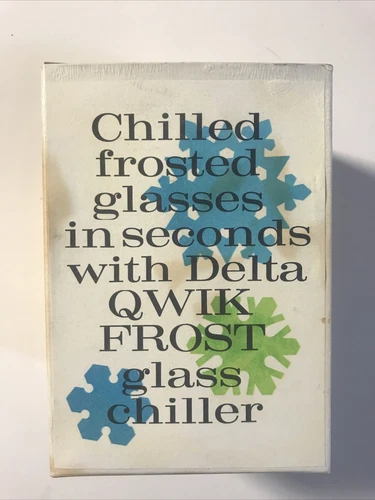 Chilled
frosted
glasses
in seconds
with Delta
QWIK
FROST
glass
chiller